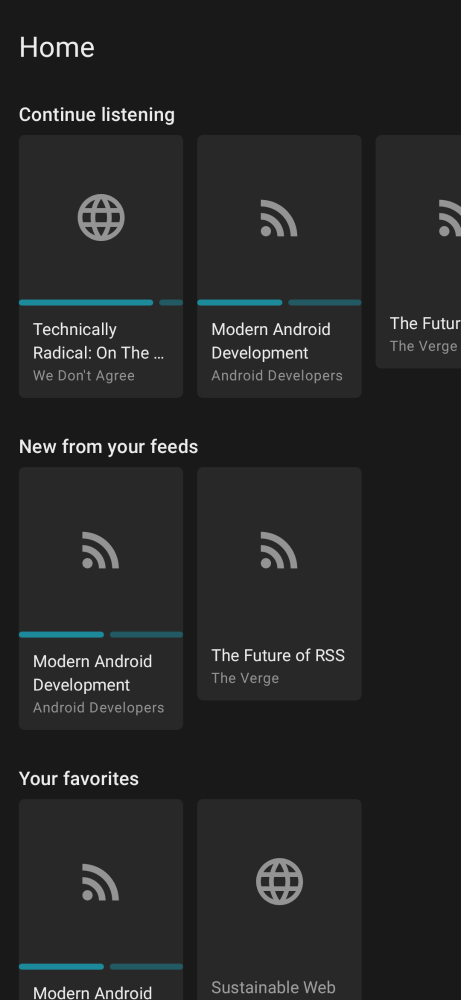 Home
Continue listening
Technically
Radical: On The ...
We Don't Agree
Modern Android
Development
Android Developers
The Futur
The Verge
New from your feeds
Modern Android
Development
Android Developers
The Future of RSS
The Verge
Your favorites
Modern Android
Sustainable Web